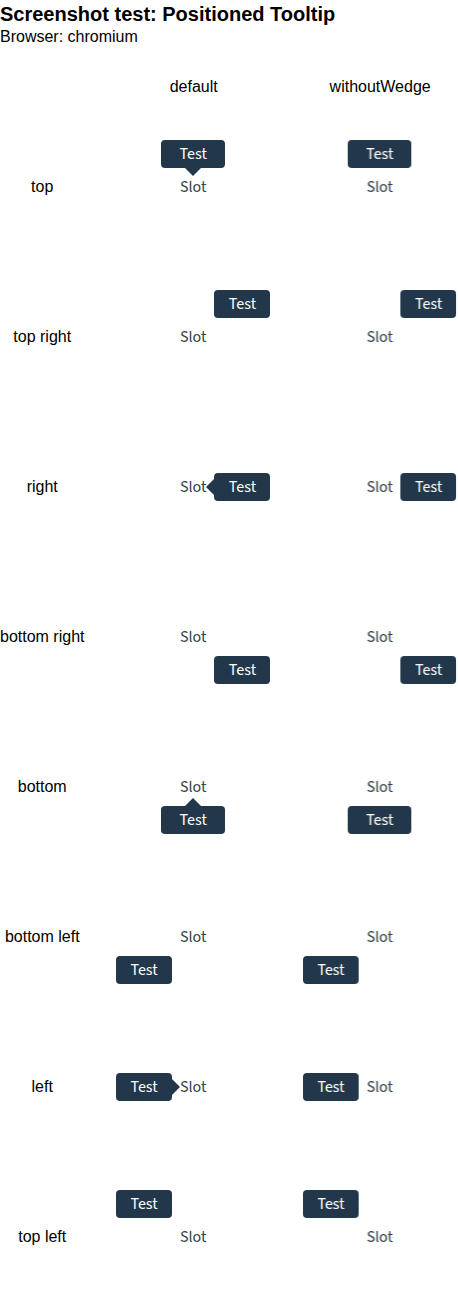 Screenshot test: Positioned Tooltip
Browser: chromium
default withoutWedge
Test Test
top Slot Slot
Test Test
top right Slot Slot
right Slot Test Slot Test
bottom right Slot Slot
Test Test
bottom Slot Slot
Test Test
bottom left Slot Slot
Test Test
left Test Slot Test Slot
Test Test
top left Slot Slot